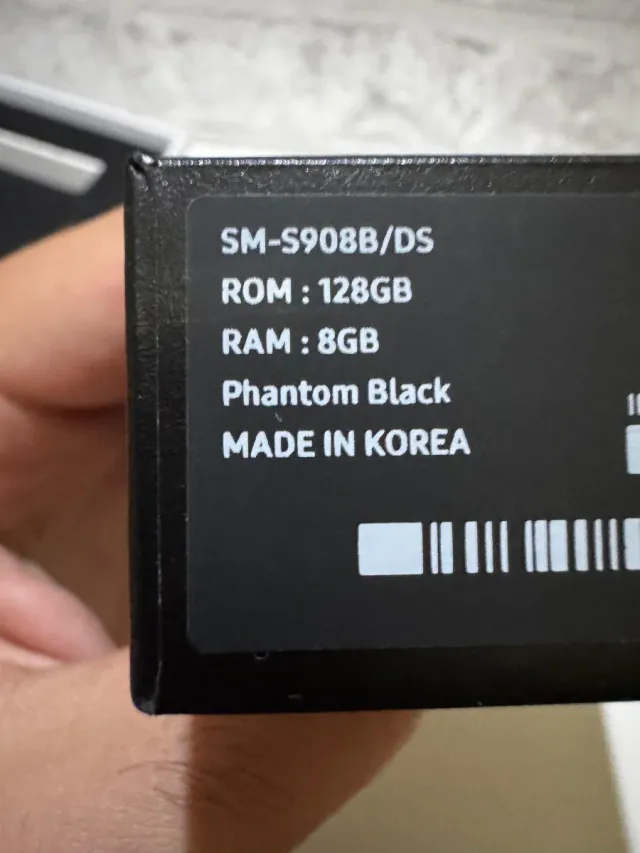 SM-S908B/DS
ROM : 128GB
RAM : 8GB
Phantom Black
MADE IN KOREA